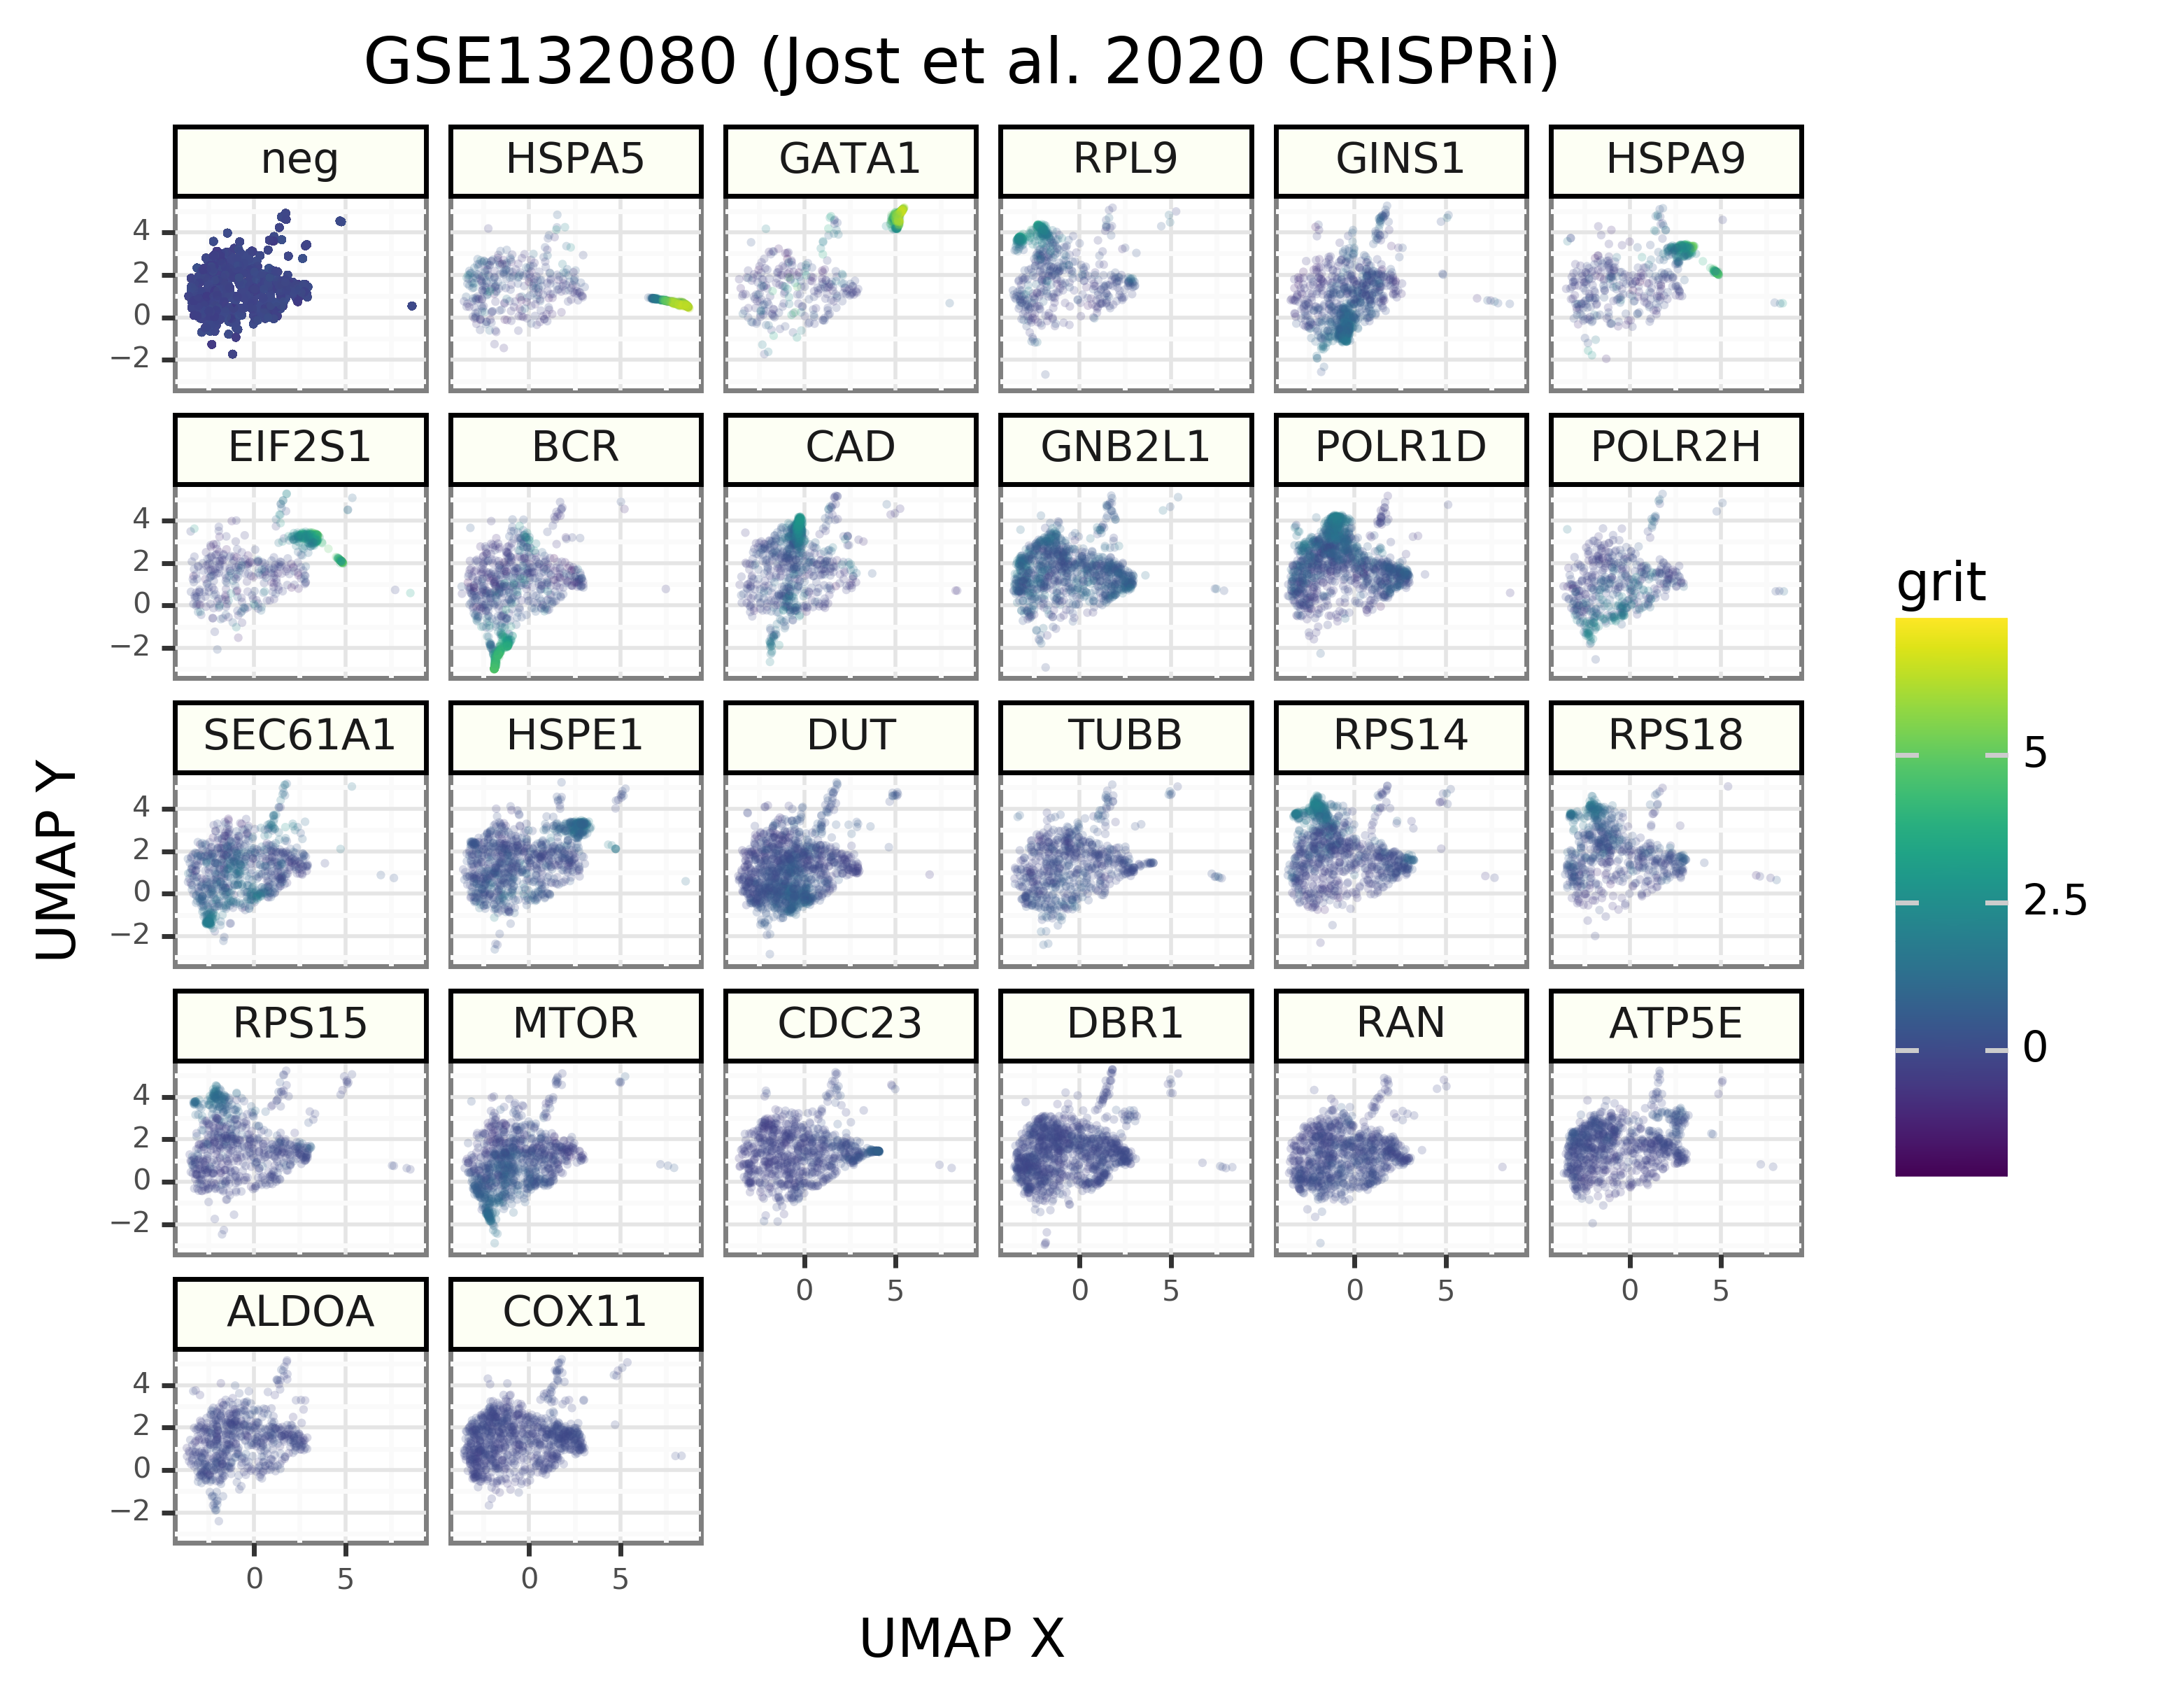 GSE132080 (Jost et al. 2020 CRISPRi)
neg HSPA5 GATA1 RPL9 GINS1 HSPA9
4
2
0
−2
EIF2S1 BCR CAD GNB2L1 POLR1D POLR2H
4
2
0
−2
SEC61A1 HSPE1 DUT TUBB RPS14 RPS18
4
2
0
−2
RPS15 MTOR CDC23 DBR1 RAN ATP5E
4
2
0
−2
0 5 0 5 0 5 0 5
ALDOA COX11
4
2
0
−2
0 5 0 5
UMAP X
UMAP Y
grit
5
2.5
0